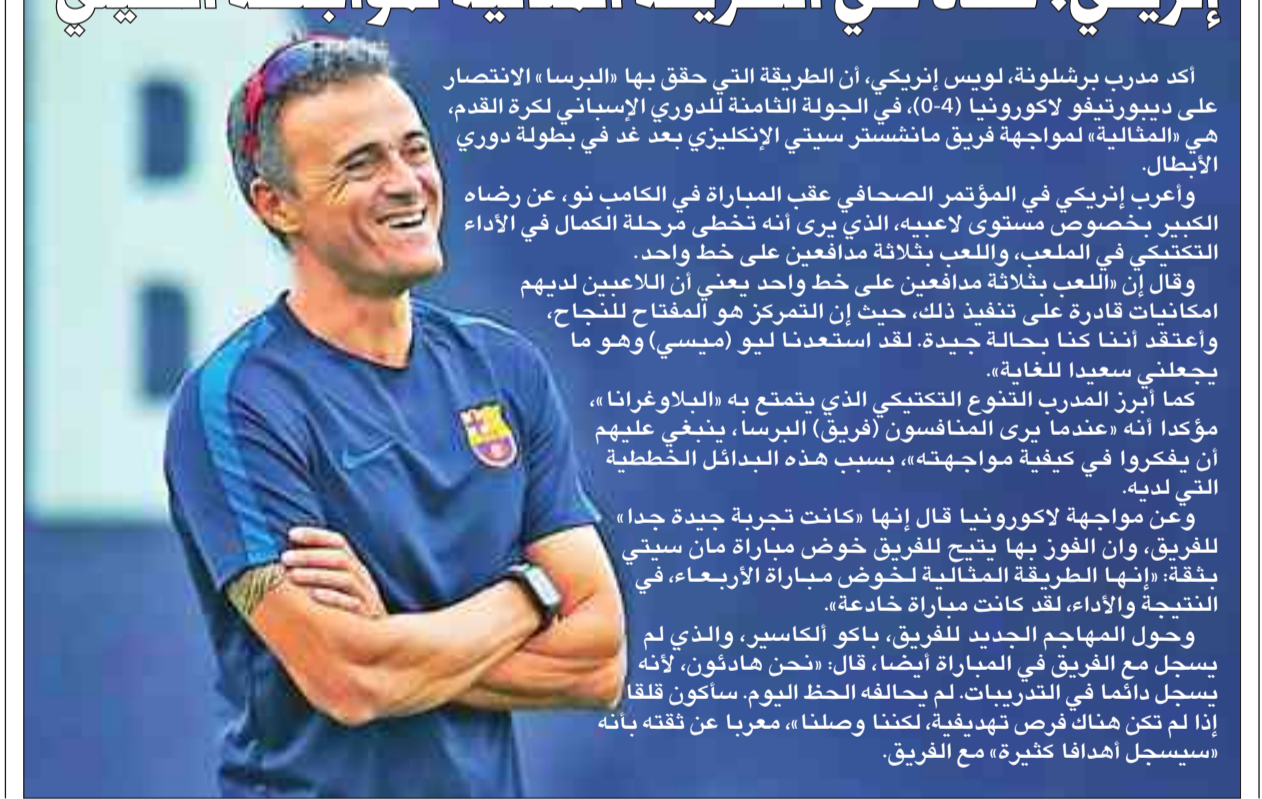 إنريكي: هذه هي الطريقة المثالية لمواجهة السيتي
أكد مدرب برشلونة، لويس إنريكي، أن الطريقة التي حقق بها «البرسا» الانتصار
على ديبورتيفو لاكورونيا (4-0)، في الجولة الثامنة للدوري الإسباني لكرة القدم،
هي «المثالية» لمواجهة فريق مانشستر سيتي الإنكليزي بعد غد في بطولة دوري
الأبطال.
وأعرب إنريكي في المؤتمر الصحافي عقب المباراة في الكامب نو، عن رضاه
الكبير بخصوص مستوى لاعبيه، الذي يرى أنه تخطى مرحلة الكمال في الأداء
التكتيكي في الملعب، واللعب بثلاثة مدافعين على خط واحد.
وقال إن «اللعب بثلاثة مدافعين على خط واحد يعني أن اللاعبين لديهم
امكانيات قادرة على تنفيذ ذلك، حيث إن التمركز هو المفتاح للنجاح،
وأعتقد أننا كنا بحالة جيدة. لقد استعدنا ليو (ميسي) وهو ما
يجعلني سعيدا للغاية».
كما أبرز المدرب التنوع التكتيكي الذي يتمتع به «البلاوغرانا»،
مؤكدا أنه «عندما يرى المنافسون (فريق) البرسا، ينبغي عليهم
أن يفكروا في كيفية مواجهته»، بسبب هذه البدائل الخططية
التي لديه.
وعن مواجهة لاكورونيا قال إنها «كانت تجربة جيدة جدا»
للفريق، وان الفوز بها يتيح للفريق خوض مباراة مان سيتي
بثقة: «إنها الطريقة المثالية لخوض مباراة الأربعاء، في
النتيجة والأداء، لقد كانت مباراة خادعة».
وحول المهاجم الجديد للفريق، باكو ألكاسير، والذي لم
يسجل مع الفريق في المباراة أيضا، قال: «نحن هادئون، لأنه
يسجل دائما في التدريبات. لم يحالفه الحظ اليوم. سأكون قلقا
إذا لم تكن هناك فرص تهديفية، لكننا وصلنا»، معربا عن ثقته بأنه
«سيسجل أهدافا كثيرة» مع الفريق.